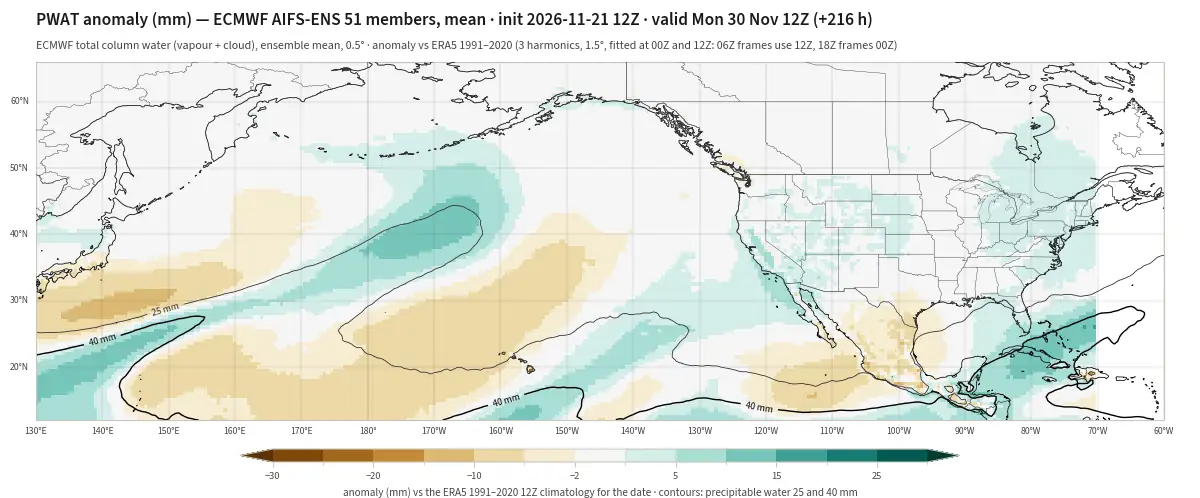 PWAT anomaly (mm) — ECMWF AIFS-ENS 51 members, mean · init 2026-11-21 12Z · valid Mon 30 Nov 12Z (+216 h)
ECMWF total column water (vapour + cloud), ensemble mean, 0.5° · anomaly vs ERA5 1991–2020 (3 harmonics, 1.5°, fitted at 00Z and 12Z: 06Z frames use 12Z, 18Z frames 00Z)
60°N
50°N
40°N
30°N
20°N
25 mm
40 mm
40 mm
40 mm
130°E 140°E 150°E 160°E 170°E 180° 170°W 160°W 150°W 140°W 130°W 120°W 110°W 100°W 90°W 80°W 70°W 60°W
−30 −20 −10 −2 5 15 25
anomaly (mm) vs the ERA5 1991–2020 12Z climatology for the date · contours: precipitable water 25 and 40 mm